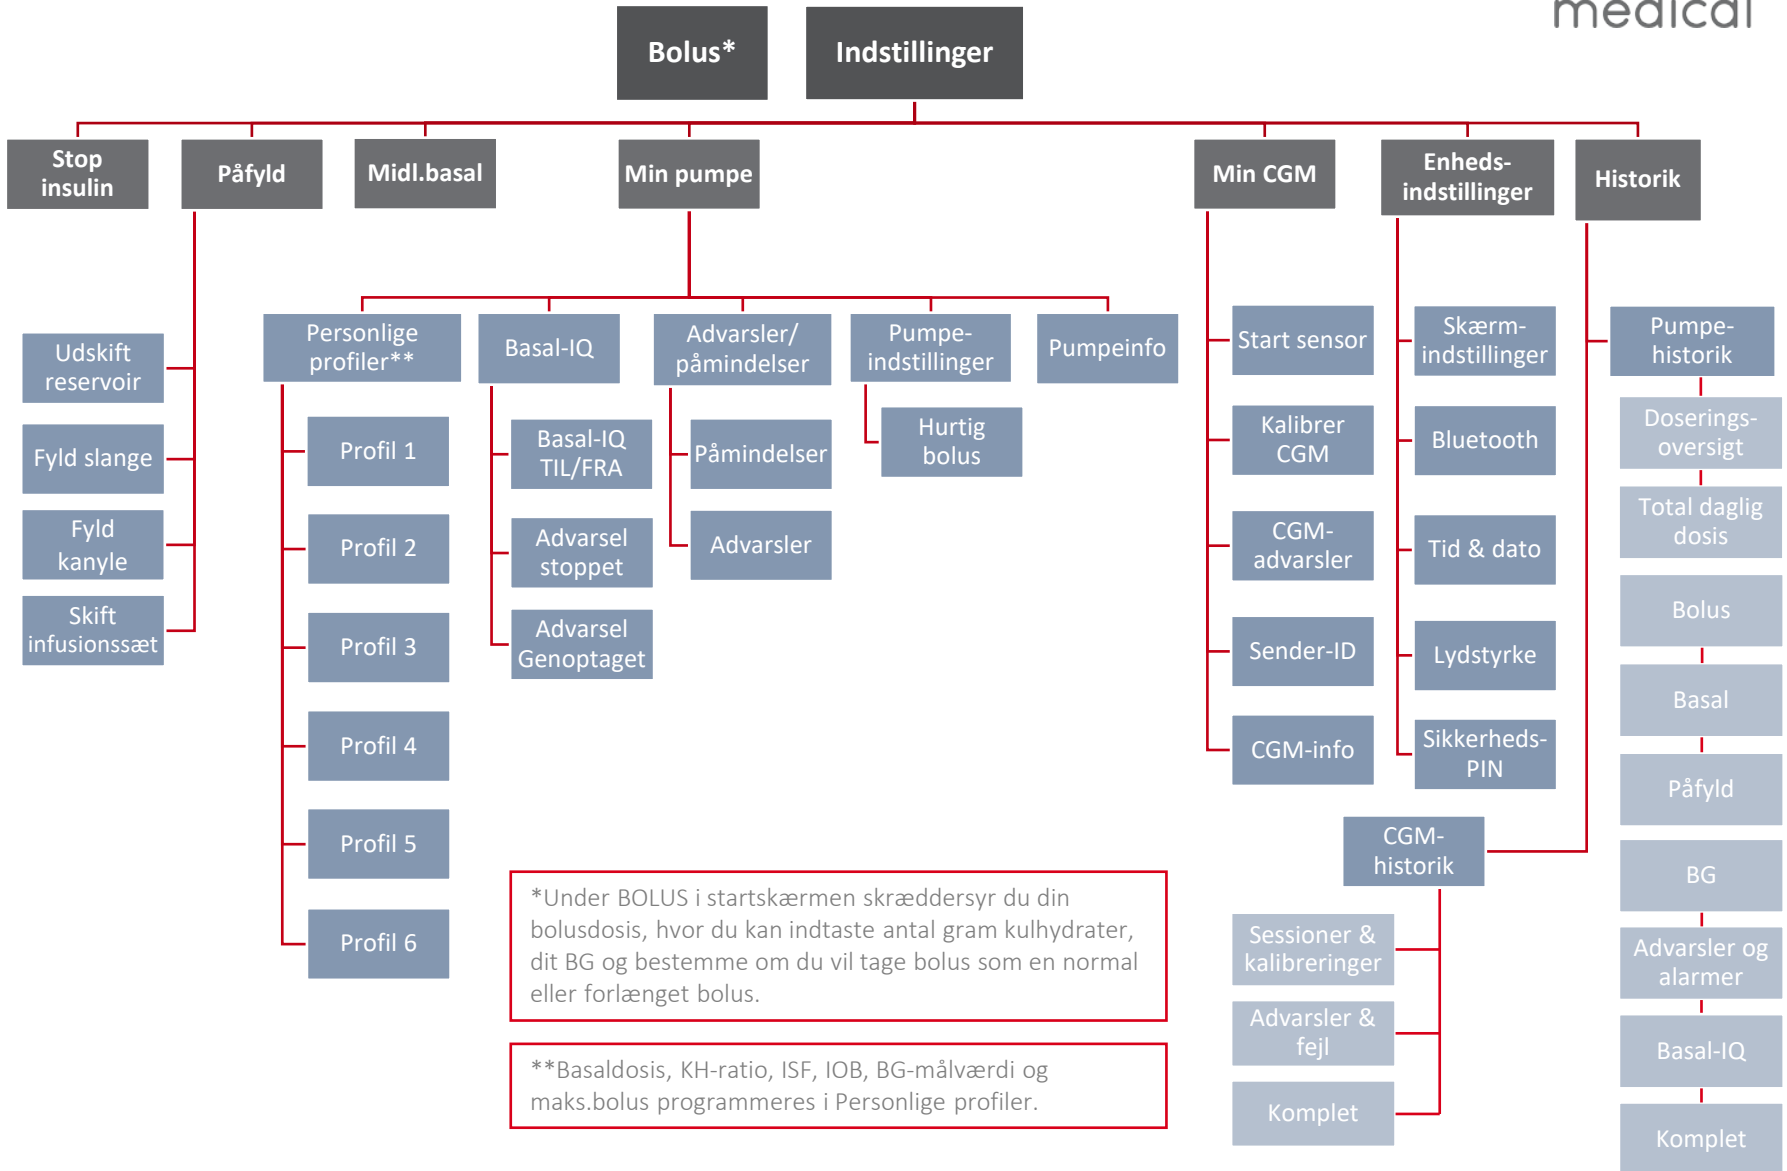 medical
Bolus*
Indstillinger
Stop
insulin
Påfyld
Midl.basal
Min pumpe
Min CGM
Enheds-
indstillinger
Historik
Udskift
reservoir
Fyld slange
Fyld
kanyle
Skift
infusionssæt
Personlige
profiler**
Profil 1
Profil 2
Profil 3
Profil 4
Profil 5
Profil 6
Basal-IQ
Basal-IQ
TIL/FRA
Advarsel
stoppet
Advarsel
Genoptaget
Advarsler/
påmindelser
Påmindelser
Advarsler
Pumpe-
indstillinger
Hurtig
bolus
Pumpeinfo
Start sensor
Kalibrer
CGM
CGM-
advarsler
Sender-ID
CGM-info
Skærm-
indstillinger
Bluetooth
Tid & dato
Lydstyrke
Sikkerheds-
PIN
Pumpe-
historik
Doserings-
oversigt
Total daglig
dosis
Bolus
Basal
Påfyld
BG
Advarsler og
alarmer
Basal-IQ
Komplet
CGM-
historik
Sessioner &
kalibreringer
Advarsler &
fejl
Komplet
*Under BOLUS i startskærmen skræddersyr du din
bolusdosis, hvor du kan indtaste antal gram kulhydrater,
dit BG og bestemme om du vil tage bolus som en normal
eller forlænget bolus.
**Basaldosis, KH-ratio, ISF, IOB, BG-målværdi og
maks.bolus programmeres i Personlige profiler.